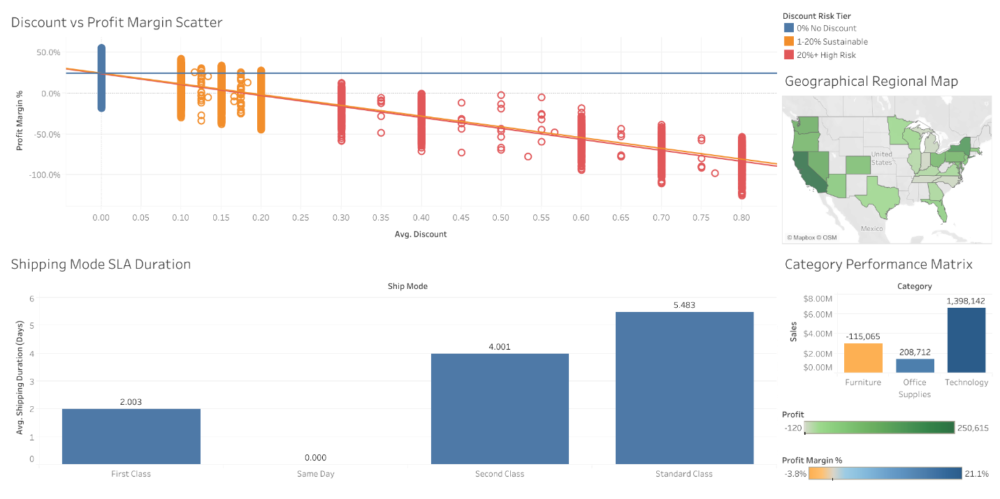 Discount vs Profit Margin Scatter
50.0%
0.0%
-50.0%
-100.0%
Profit Margin %
0.00 0.05 0.10 0.15 0.20 0.25 0.30 0.35 0.40 0.45 0.50 0.55 0.60 0.65 0.70 0.75 0.80
Avg. Discount
Discount Risk Tier
0% No Discount
1-20% Sustainable
20%+ High Risk
Geographical Regional Map
United
States
Mexico
© Mapbox © OSM
Shipping Mode SLA Duration
Ship Mode
6
5
4
3
2
1
0
Avg. Shipping Duration (Days)
2.003
0.000
4.001
5.483
First Class Same Day Second Class Standard Class
Category Performance Matrix
Category
$8.00M
$6.00M
$4.00M
$2.00M
$0.00M
Sales
-115,065
208,712
1,398,142
Furniture Office Technology
Supplies
Profit
-120 250,615
Profit Margin %
-3.8% 21.1%